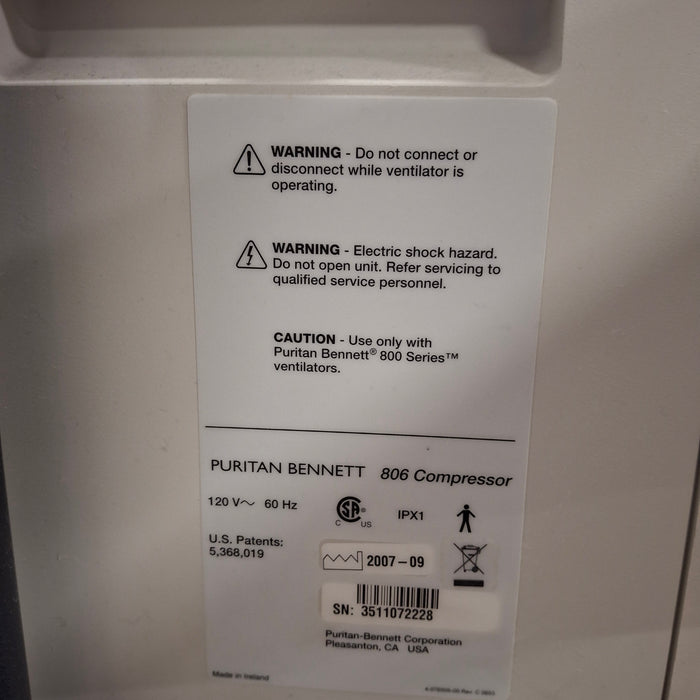 WARNING - Do not connect or
disconnect while ventilator is
operating.
WARNING - Electric shock hazard.
Do not open unit. Refer servicing to
qualified service personnel.
CAUTION - Use only with
Puritan Bennett® 800 Series™
ventilators.
PURITAN BENNETT 806 Compressor
120 V~ 60 Hz
SA®
C US
IPX1
U.S. Patents:
5,368,019
2007-09
SN: 3511072228
Puritan-Bennett Corporation
Pleasanton, CA USA
Made in Ireland